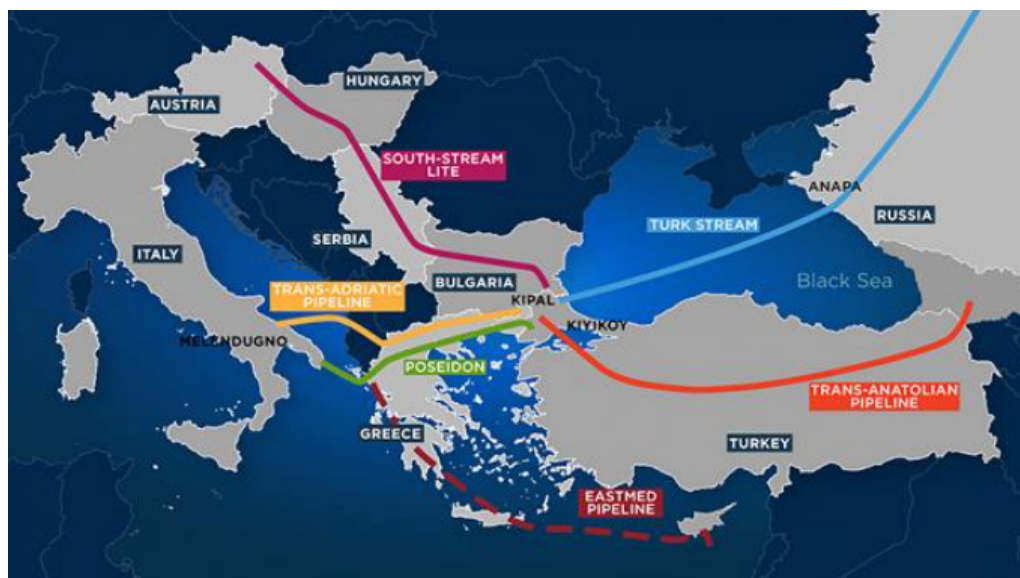 HUNGARY
AUSTRIA
SOUTH-STREAM
LITE
ANAPA
RUSSIA
TURK STREAM
SERBIA
ITALY
BULGARIA
Black Sea
TRANS-ADRIATIC
PIPELINE
KIPAL
KIYIKOY
MELENDUGNO
POSEIDON
TRANS-ANATOLIAN
PIPELINE
GREECE
TURKEY
EASTMED
PIPELINE